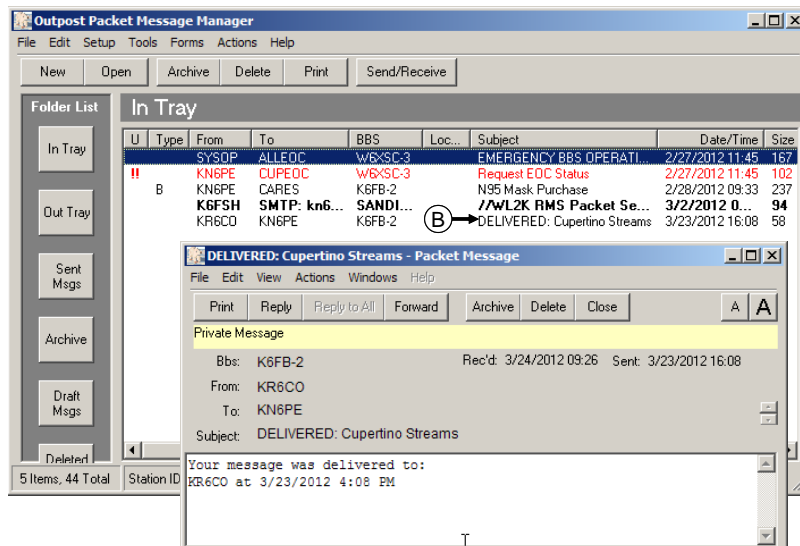 Outpost Packet Message Manager
File Edit Setup Tools Forms Actions Help
New Open Archive Delete Print Send/Receive
Folder List In Tray
In Tray
Out Tray
Sent Msgs
Archive
Draft Msgs
Deleted
U Type From To BBS Loc... Subject Date/Time Size
SYSOP ALLEOC W6XSC-3 EMERGENCY BBS OPERATI... 2/27/2012 11:45 167
!! KN6PE CUPEOC W6XSC-3 Request EOC Status 2/27/2012 11:45 102
B KN6PE CARES K6FB-2 N95 Mask Purchase 2/28/2012 09:33 237
K6FSH SMTP: kn6... SANDI... //WL2K RMS Packet Se... 3/2/2012 0... 94
KR6CO KN6PE K6FB-2 B DELIVERED: Cupertino Streams 3/23/2012 16:08 58
5 Items, 44 Total Station ID
DELIVERED: Cupertino Streams - Packet Message
File Edit View Actions Windows Help
Print Reply Reply to All Forward Archive Delete Close A A
Private Message
Bbs: K6FB-2 Rec'd: 3/24/2012 09:26 Sent: 3/23/2012 16:08
From: KR6CO
To: KN6PE
Subject: DELIVERED: Cupertino Streams
Your message was delivered to:
KR6CO at 3/23/2012 4:08 PM